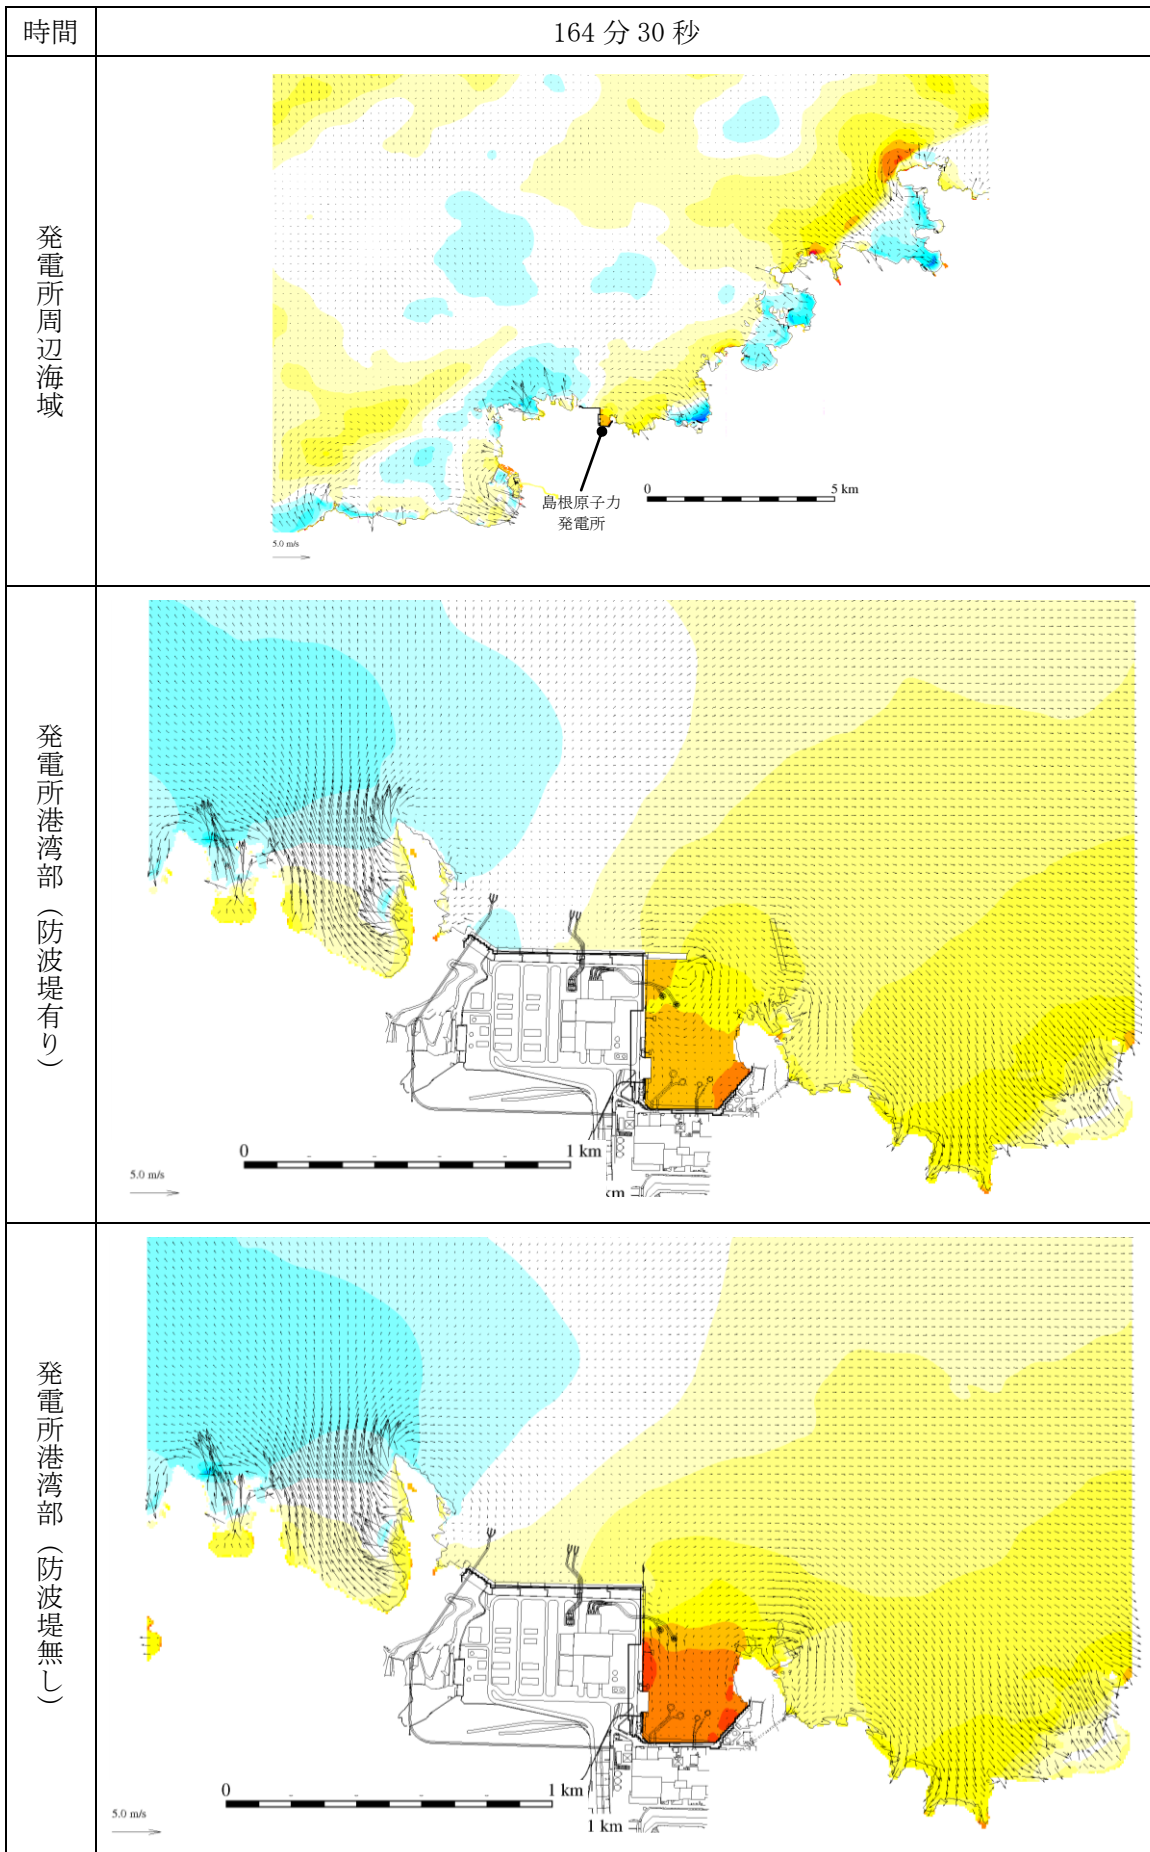 時間
164 分 30 秒
発電所周辺海域
島根原子力
発電所
0
5 km
5.0 m/s
発電所港湾部（防波堤有り）
0
1 km
5.0 m/s
km
発電所港湾部（防波堤無し）
0
1 km
5.0 m/s
1 km